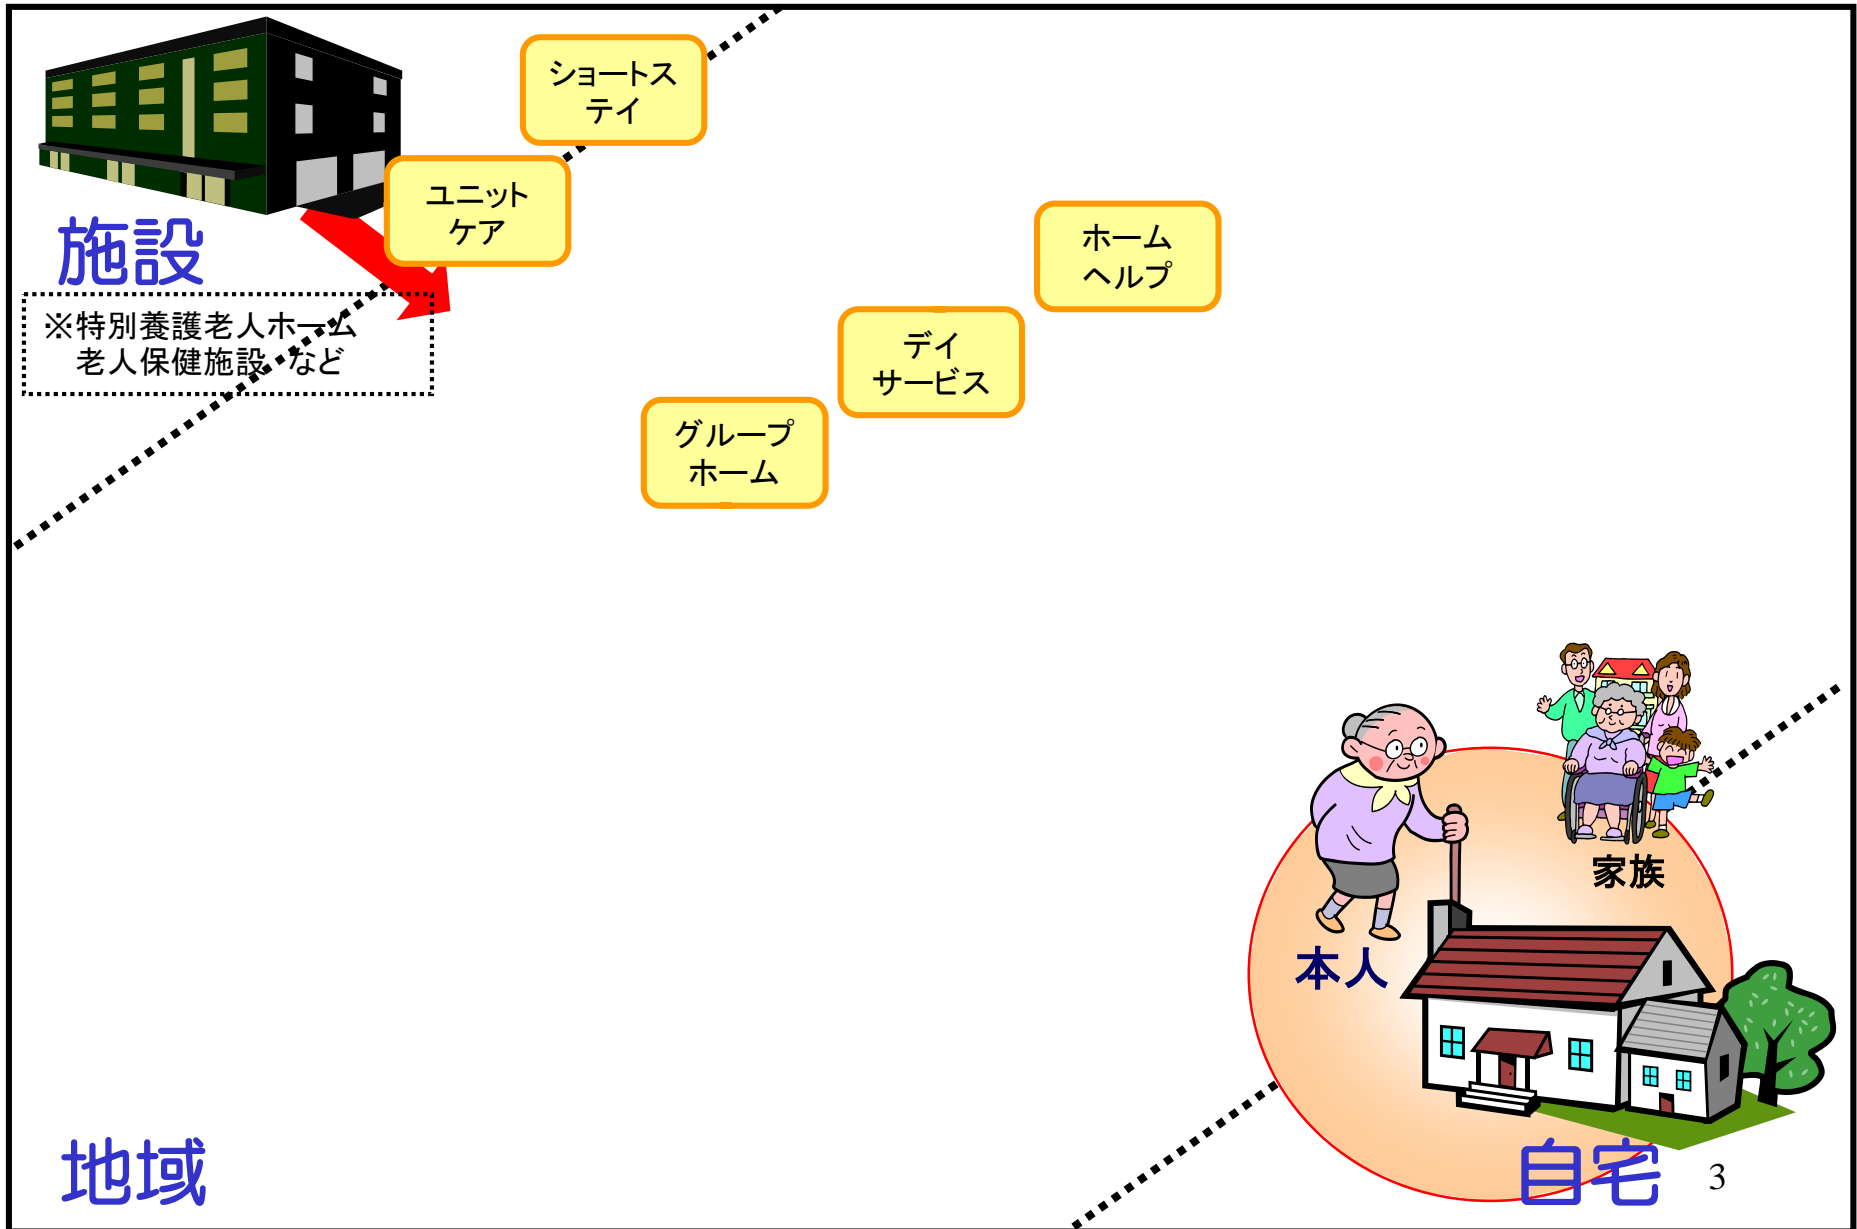 ショートス
テイ
ユニット
ケア
施設
※特別養護老人ホーム
老人保健施設 など
ホーム
ヘルプ
デイ
サービス
グループ
ホーム
家族
本人
地域
自宅
3